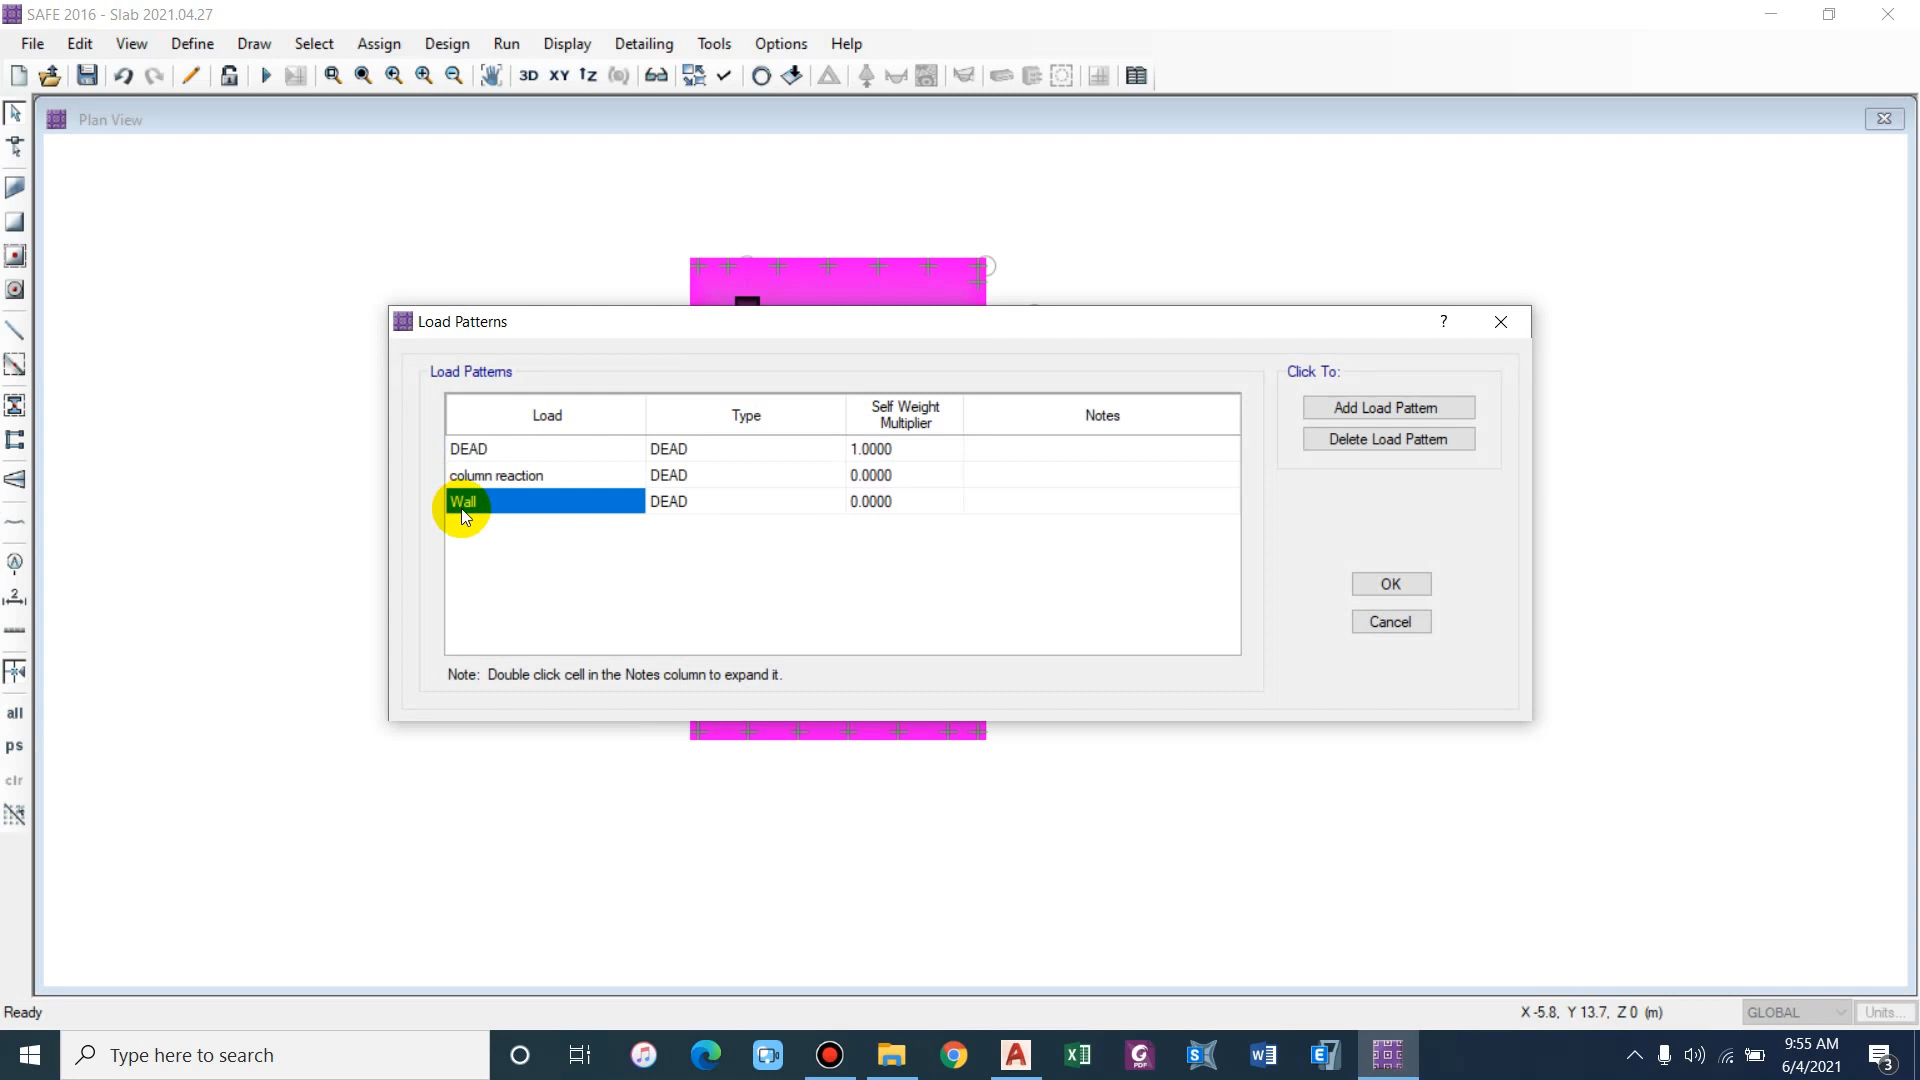 SAFE 2016 - Slab 2021.04.27
File Edit View Define Draw Select Assign Design Run Display Detailing Tools Options Help
3D XY
Plan View
Load Patterns ?
Load Patterns
Click To:
Load Type Self Weight Multiplier Notes
Add Load Pattern
Delete Load Pattern
DEAD DEAD 1.0000
column reaction DEAD 0.0000
Wall DEAD 0.0000
OK
Cancel
Note: Double click cell in the Notes column to expand it.
2
all
ps
clr
Ready
X -5.8, Y 13.7, Z 0 (m)
GLOBAL
Units...
Type here to search
9:55 AM
6/4/2021
3